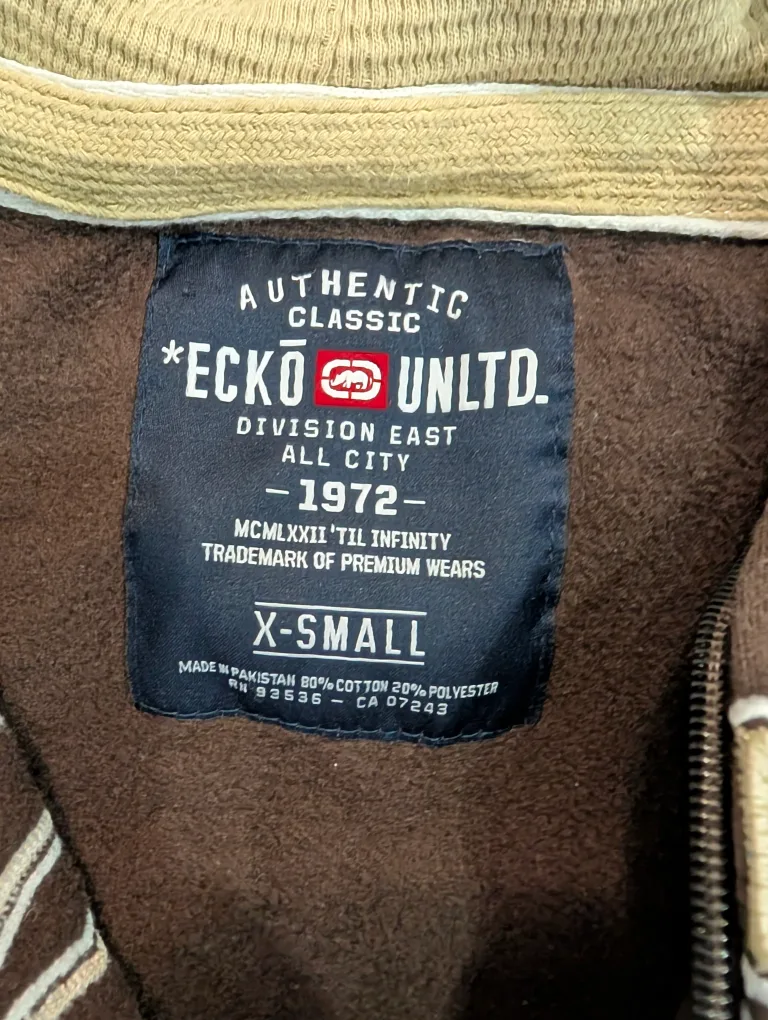 AUTHENTIC
CLASSIC
*ECKŌ UNLTD.
DIVISION EAST
ALL CITY
-1972-
MCMLXXII 'TIL INFINITY
TRADEMARK OF PREMIUM WEARS
X-SMALL
MADE IN PAKISTAN 80% COTTON 20% POLYESTER
RN 93536 — CA 07243